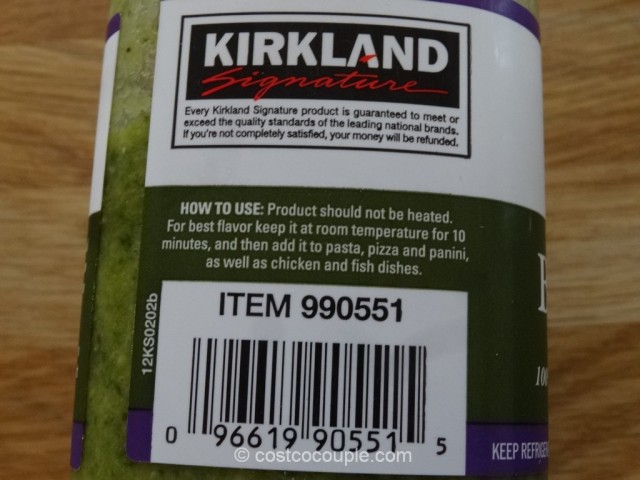 KIRKLAND
Signature
Every Kirkland Signature product is guaranteed to meet or
exceed the quality standards of the leading national brands.
If you're not completely satisfied, your money will be refunded.
HOW TO USE: Product should not be heated.
For best flavor keep it at room temperature for 10
minutes, and then add it to pasta, pizza and panini,
as well as chicken and fish dishes.
ITEM 990551
12KS0202b
0 96619 90551 5
KEEP
© costcocouple.com